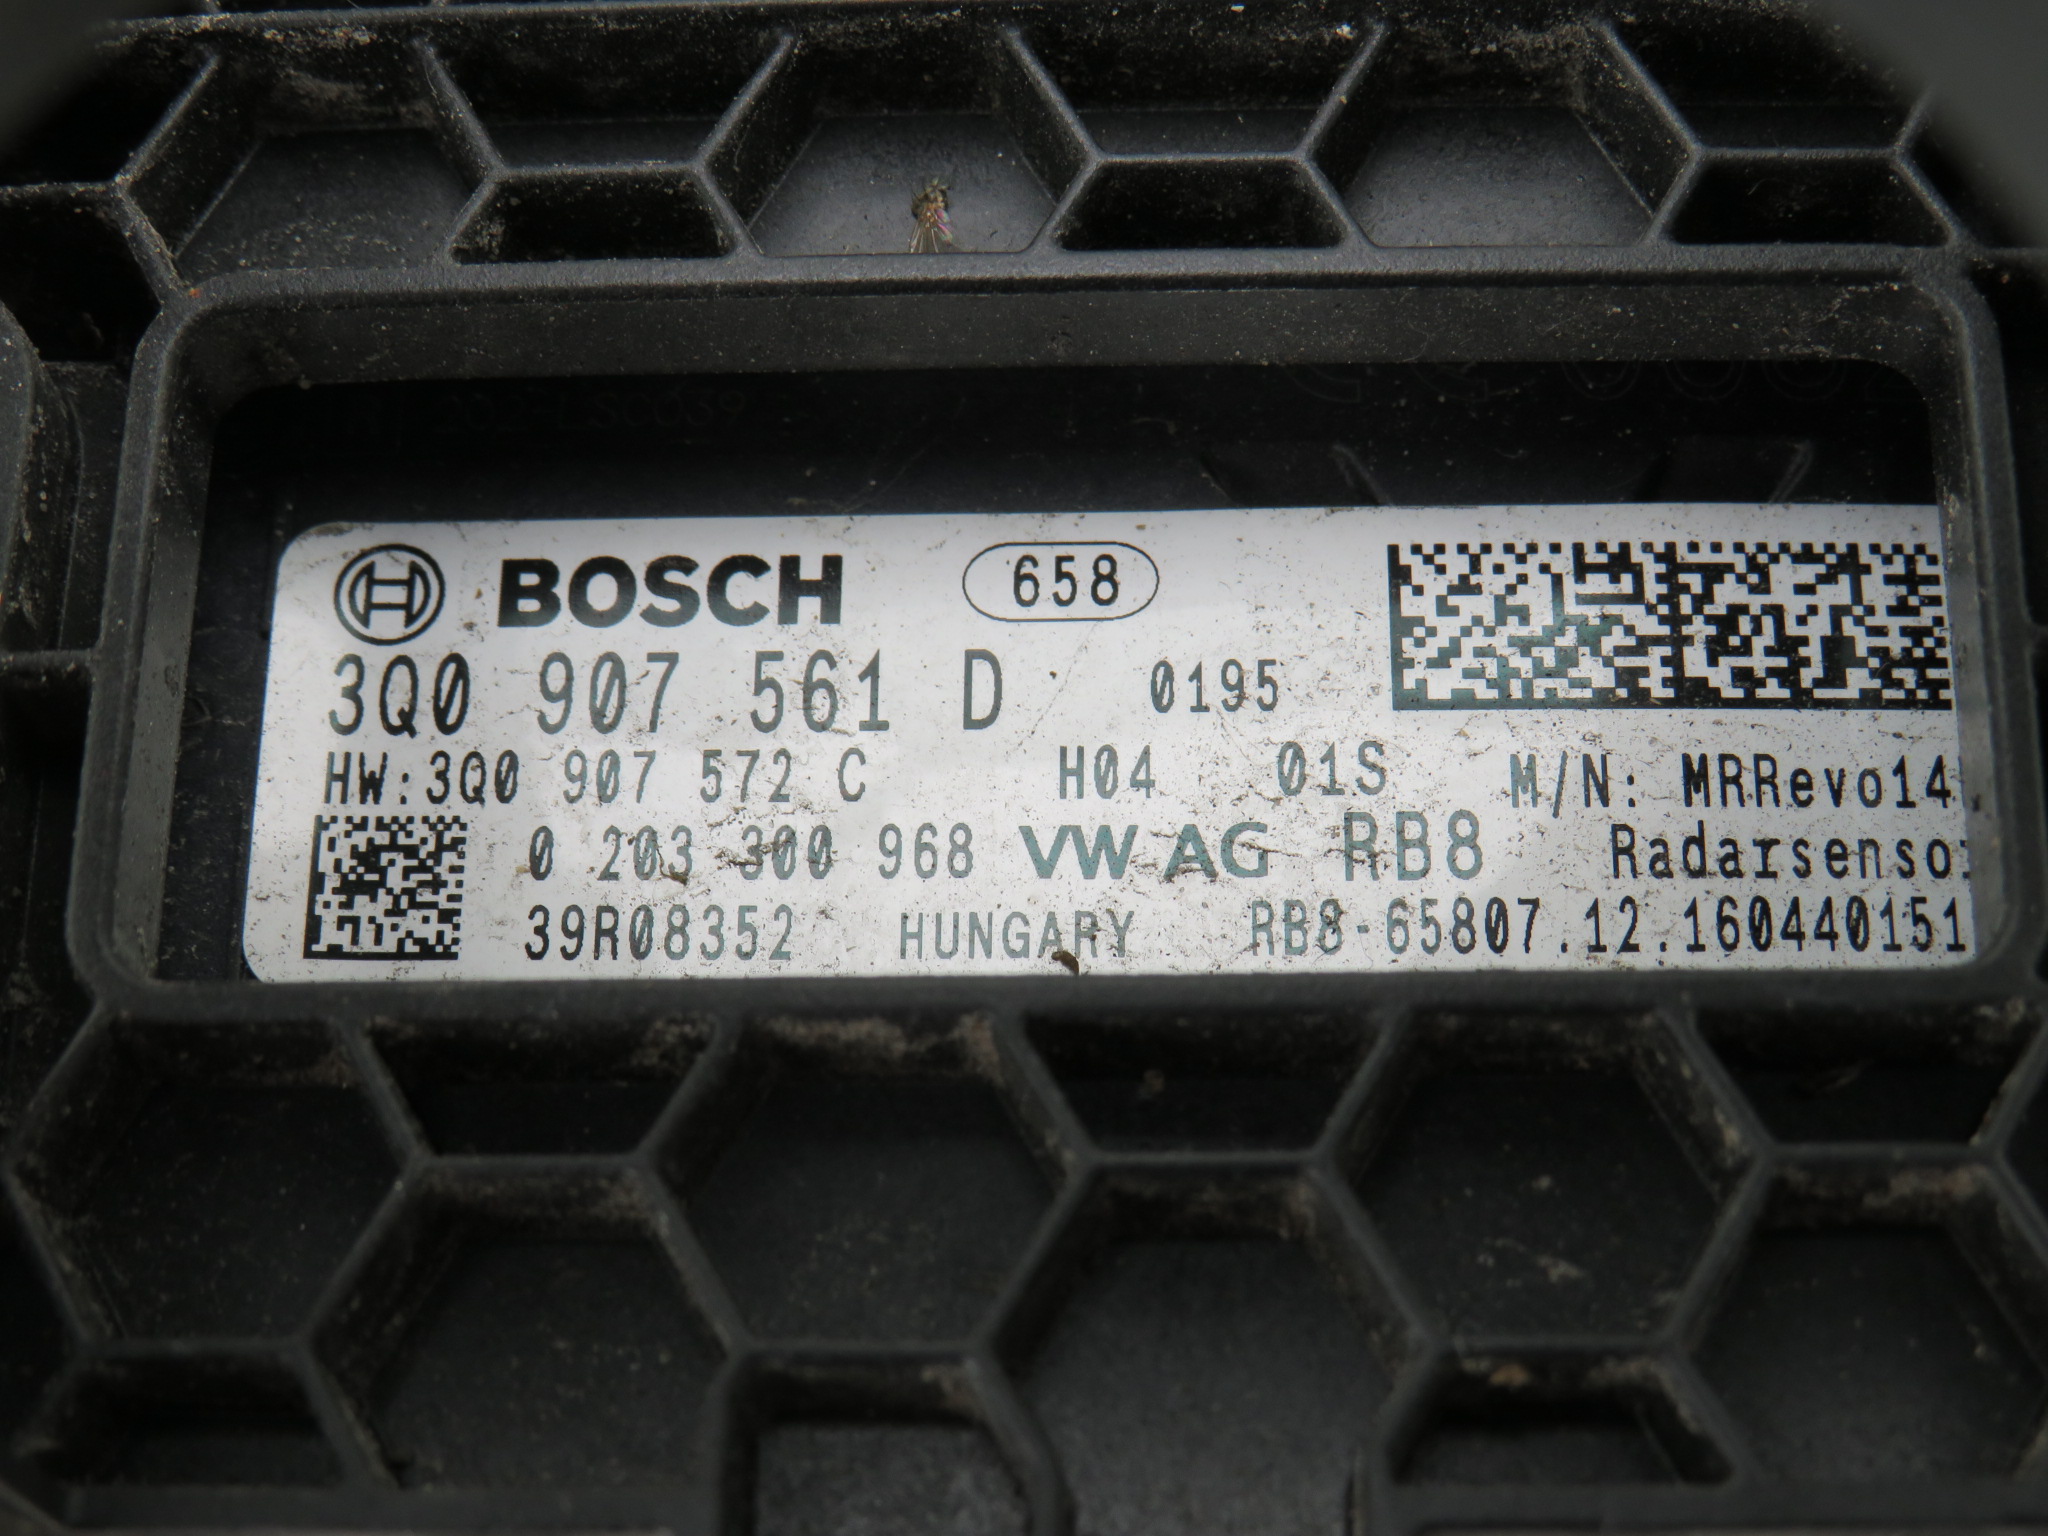 BOSCH 658
3Q0 907 561 D 0195
HW:3Q0 907 572 C H04 01S M/N: MRRevo14
0 203 300 968 VW AG RB8 Radarsensor
39R08352 HUNGARY RB8-65807.12.160440151